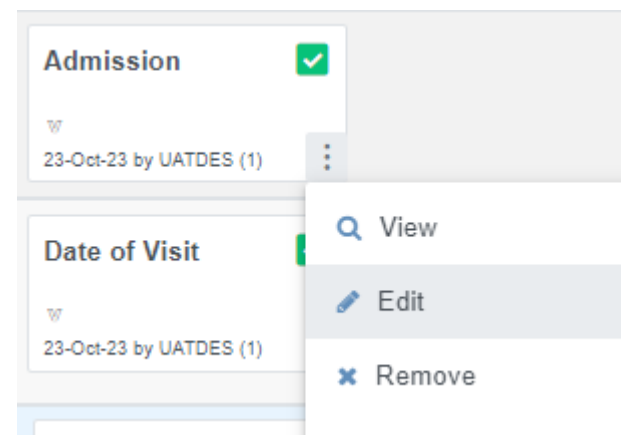 Admission
W
23-Oct-23 by UATDES (1)
View
Date of Visit
Edit
W
23-Oct-23 by UATDES (1)
Remove